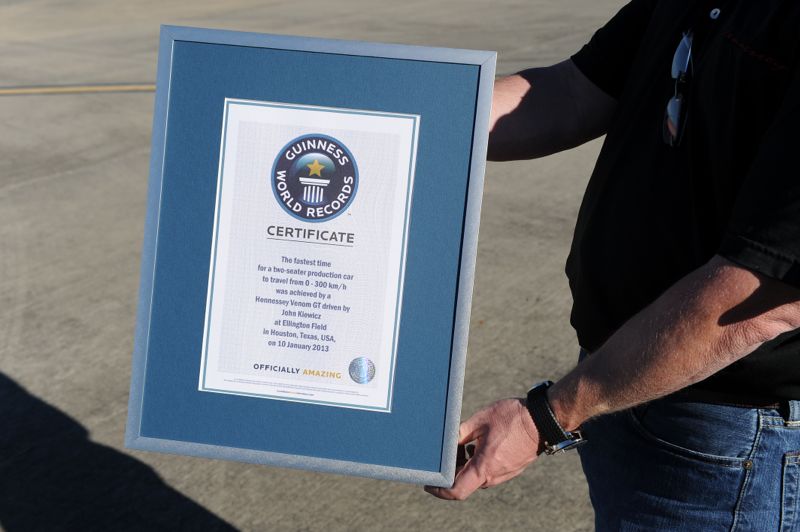 GUINNESS
WORLD RECORDS
CERTIFICATE
The fastest time
for a two-seater production car
to travel from 0 - 300 km/h
was achieved by a
Hennessey Venom GT driven by
John Kiewicz
at Ellington Field
in Houston, Texas, USA,
on 10 January 2013
OFFICIALLY AMAZING